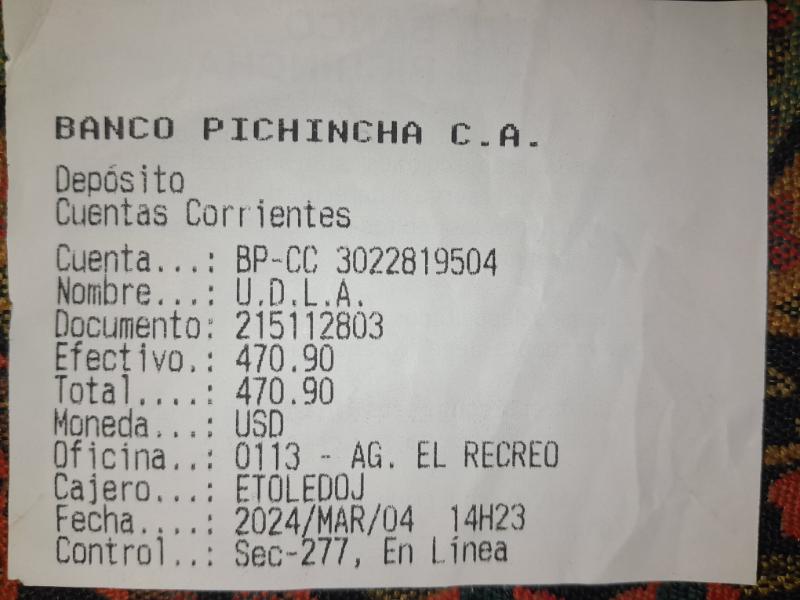 BANCO PICHINCHA C.A.
Depósito
Cuentas Corrientes
Cuenta...: BP-CC 3022819504
Nombre...: U.D.L.A.
Documento: 215112803
Efectivo.: 470.90
Total....: 470.90
Moneda...: USD
Oficina..: 0113 - AG. EL RECREO
Cajero...: ETOLEDOJ
Fecha....: 2024/MAR/04 14H23
Control..: Sec-277, En Línea